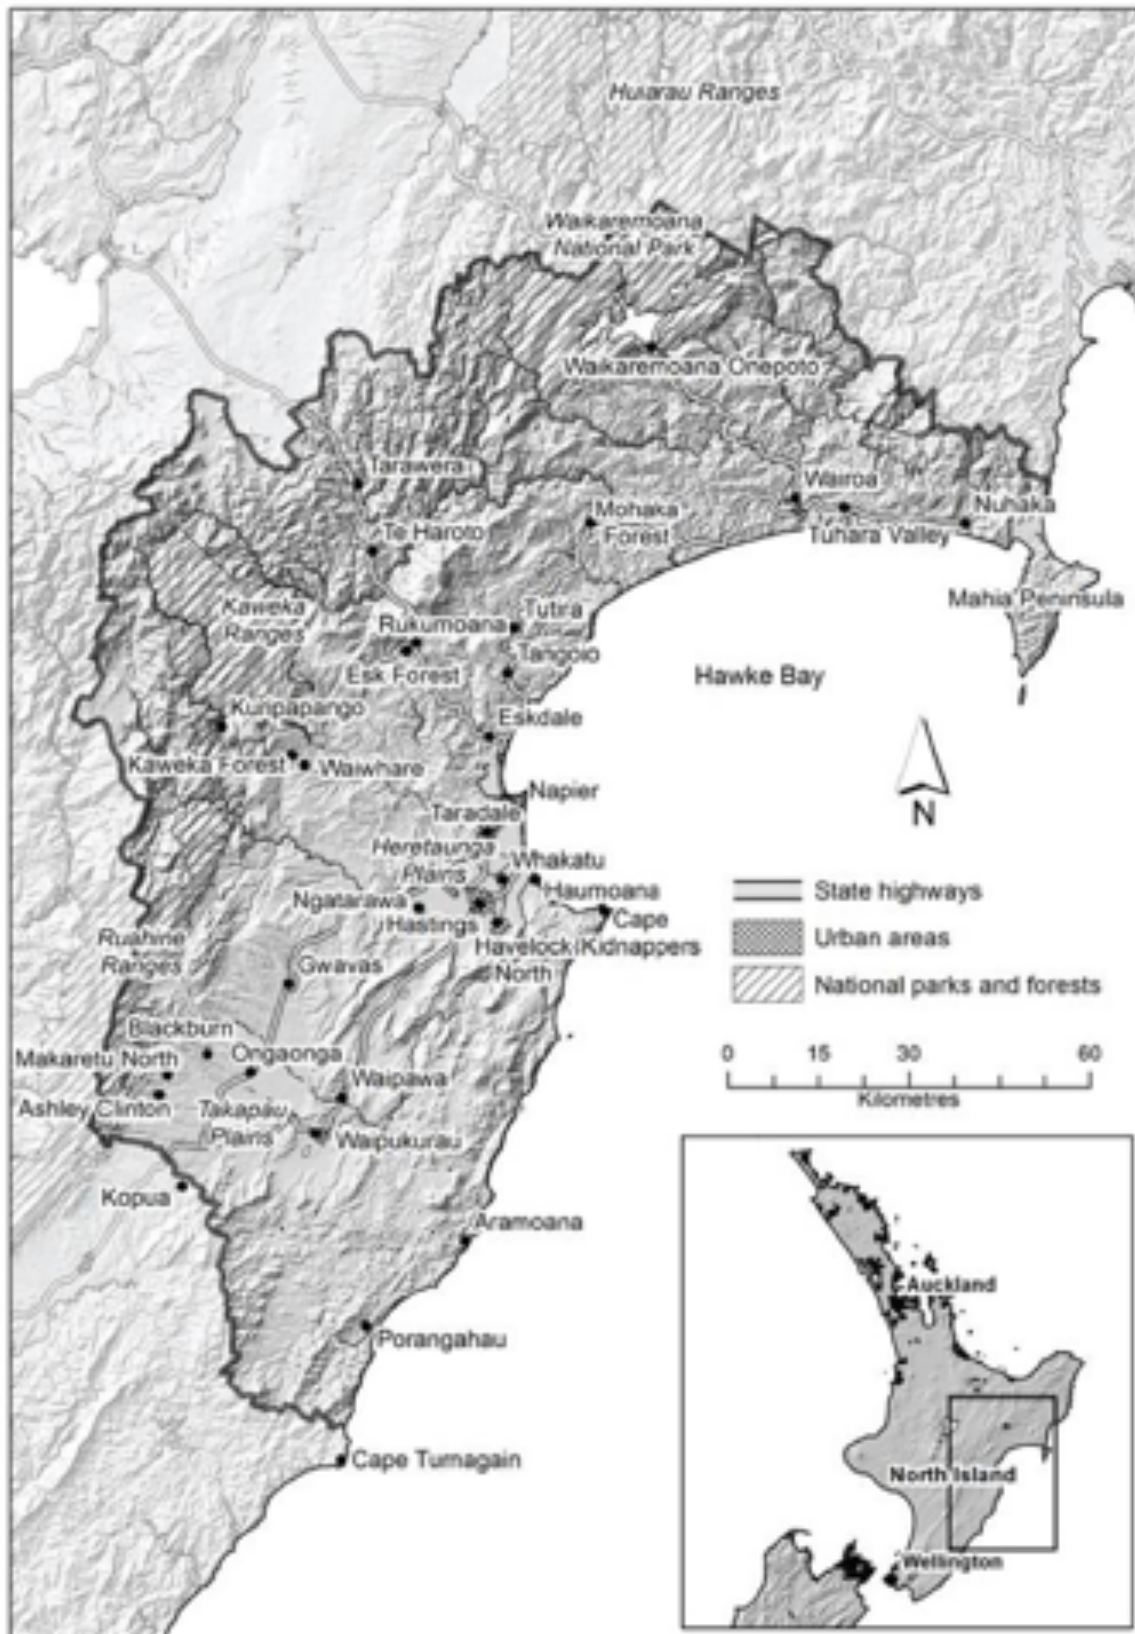 Huiarau Ranges
Waikaremoana
National Park
Waikaremoana Onepoto
Tarawera
Wairoa
Mohaka
Forest
Nuhaka
Te Haroto
Tuhara Valley
Kaweka
Ranges
Mahia Peninsula
Tutira
Rukumoana
Tangoio
Esk Forest
Hawke Bay
Kuripapango
Eskdale
Kaweka Forest
Waiwhare
Napier
Taradale
N
Heretaunga
Plains
Whakatu
Haumoana
State highways
Ngatarawa
Hastings
Cape
Kidnappers
Urban areas
Ruahine
Ranges
Havelock
North
Gwavas
National parks and forests
Blackburn
Makaretu North
Ongaonga
0 15 30 60
Kilometres
Waipawa
Ashley Clinton
Takapau
Plains
Waipukurau
Kopua
Aramoana
Auckland
Porangahau
Cape Turnagain
North Island
Wellington